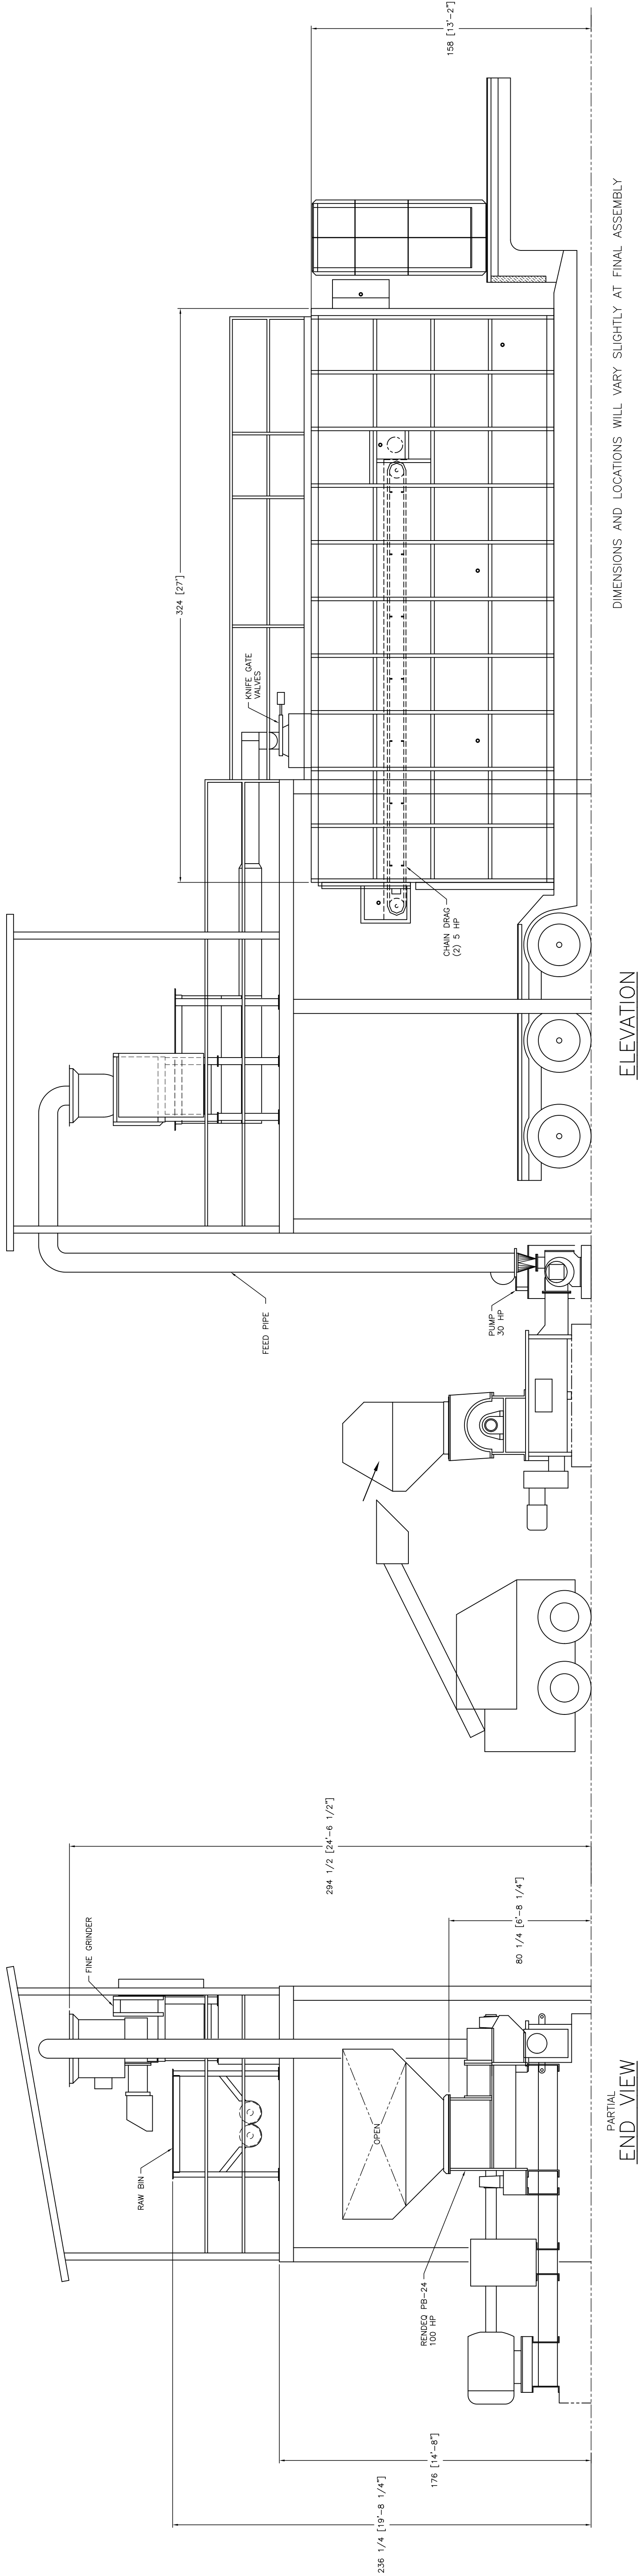 236 1/4 [19'-8 1/4"]
176 [14'-8"]
RAW BIN
FINE GRINDER
OPEN
RENDEQ PB-24
100 HP
294 1/2 [24'-6 1/2"]
80 1/4 [6'-8 1/4"]
PARTIAL
END VIEW
FEED PIPE
PUMP
30 HP
CHAIN DRAG
(2) 5 HP
KNIFE GATE
VALVES
324 [27"]
158 [13'-2"]
ELEVATION
DIMENSIONS AND LOCATIONS WILL VARY SLIGHTLY AT FINAL ASSEMBLY